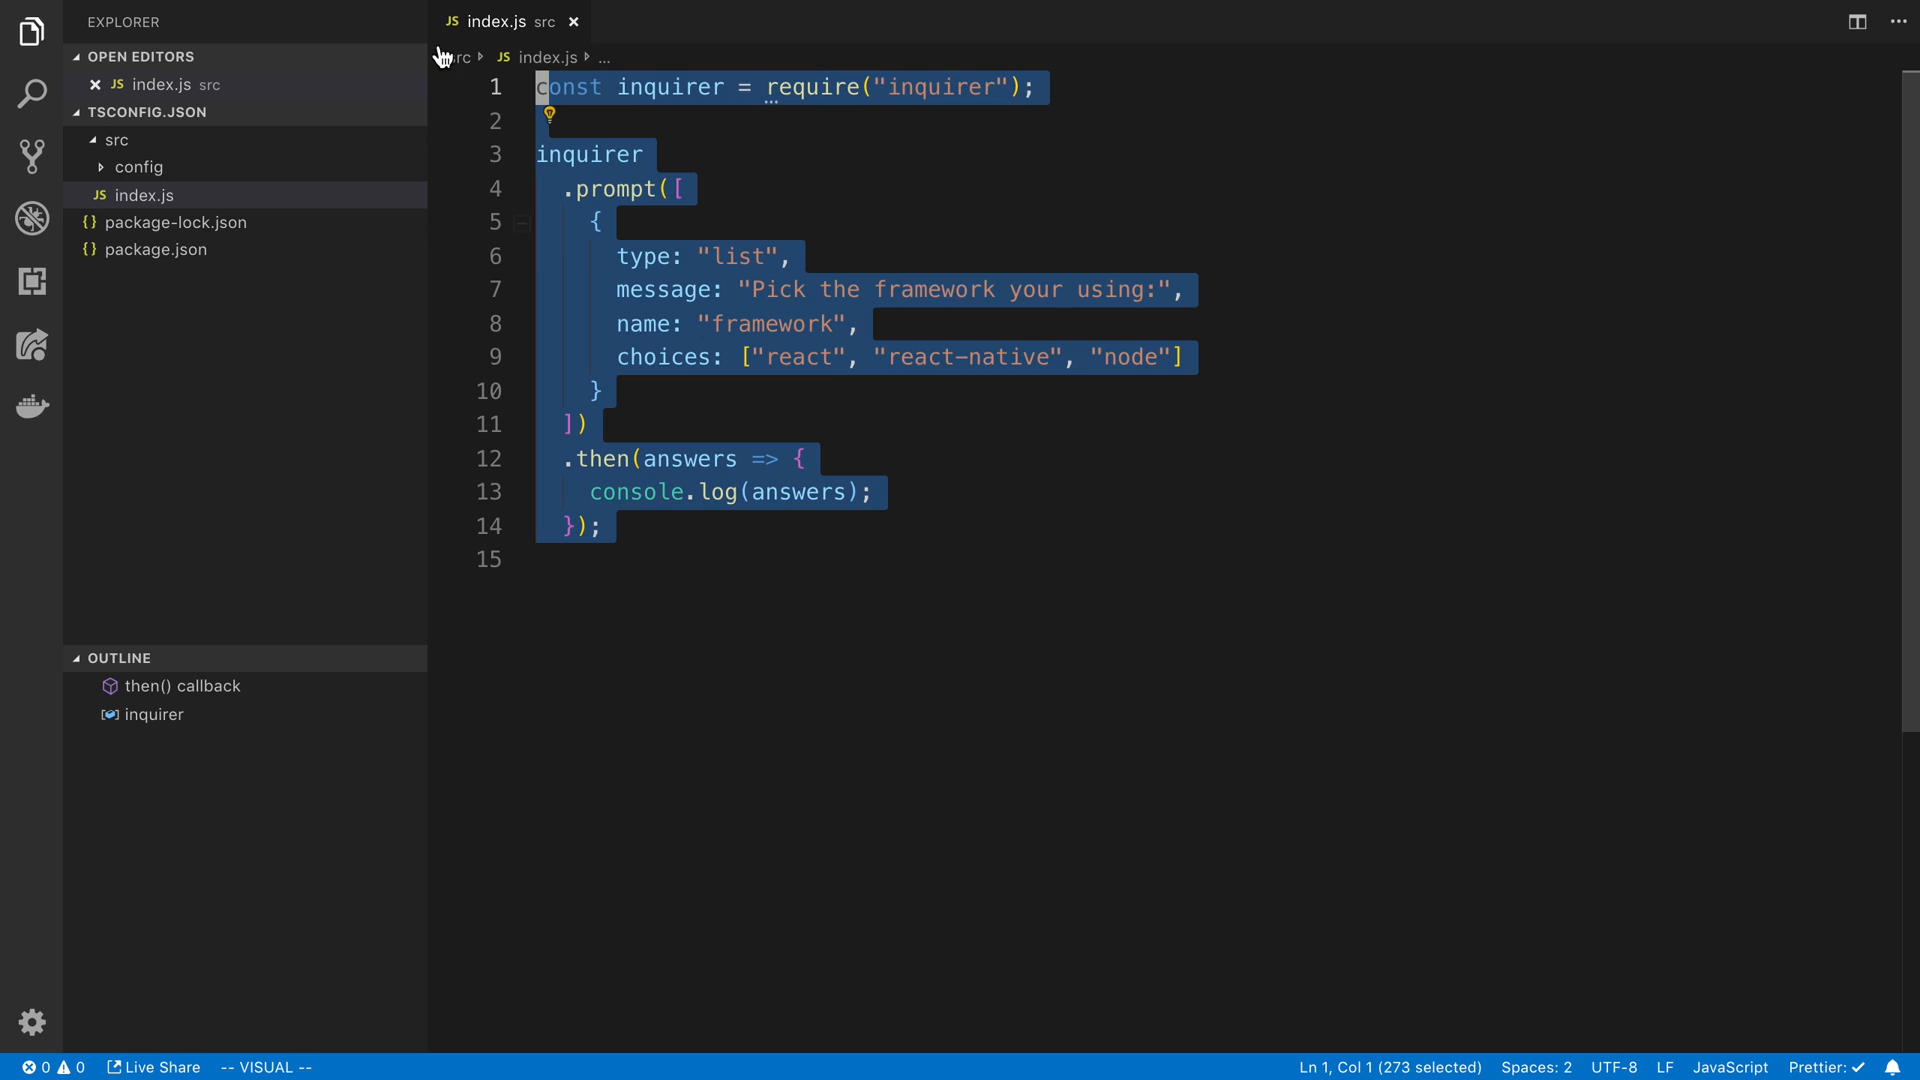 EXPLORER
OPEN EDITORS
JS index.js src
TSCONFIG.JSON
src
config
JS index.js
{} package-lock.json
{} package.json
OUTLINE
then() callback
inquirer
JS index.js src
JS index.js ...
1 const inquirer = require("inquirer");
2
3 inquirer
4 .prompt([
5 {
6 type: "list",
7 message: "Pick the framework your using:",
8 name: "framework",
9 choices: ["react", "react-native", "node"]
10 }
11 ])
12 .then(answers => {
13 console.log(answers);
14 });
15
0 0 Live Share -- VISUAL -- Ln 1, Col 1 (273 selected) Spaces: 2 UTF-8 LF JavaScript Prettier: ✓